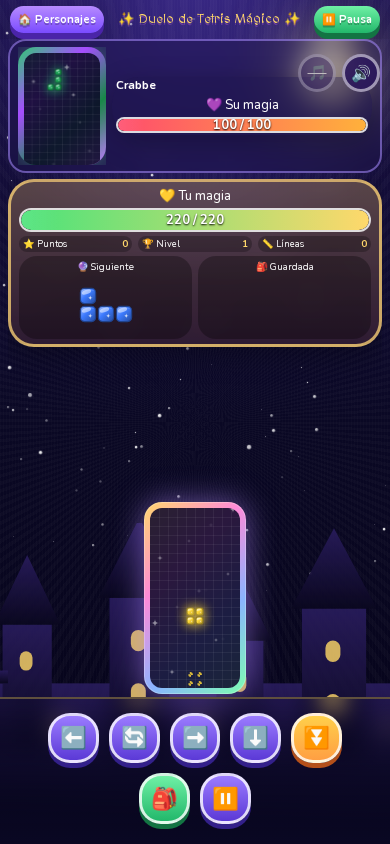 🏠 Personajes
✨ Duelo de Tetris Mágico ✨
⏸️ Pausa
Crabbe
💜 Su magia
100 / 100
💛 Tu magia
220 / 220
⭐ Puntos 0
🏆 Nivel 1
📏 Líneas 0
🔮 Siguiente
🎒 Guardada